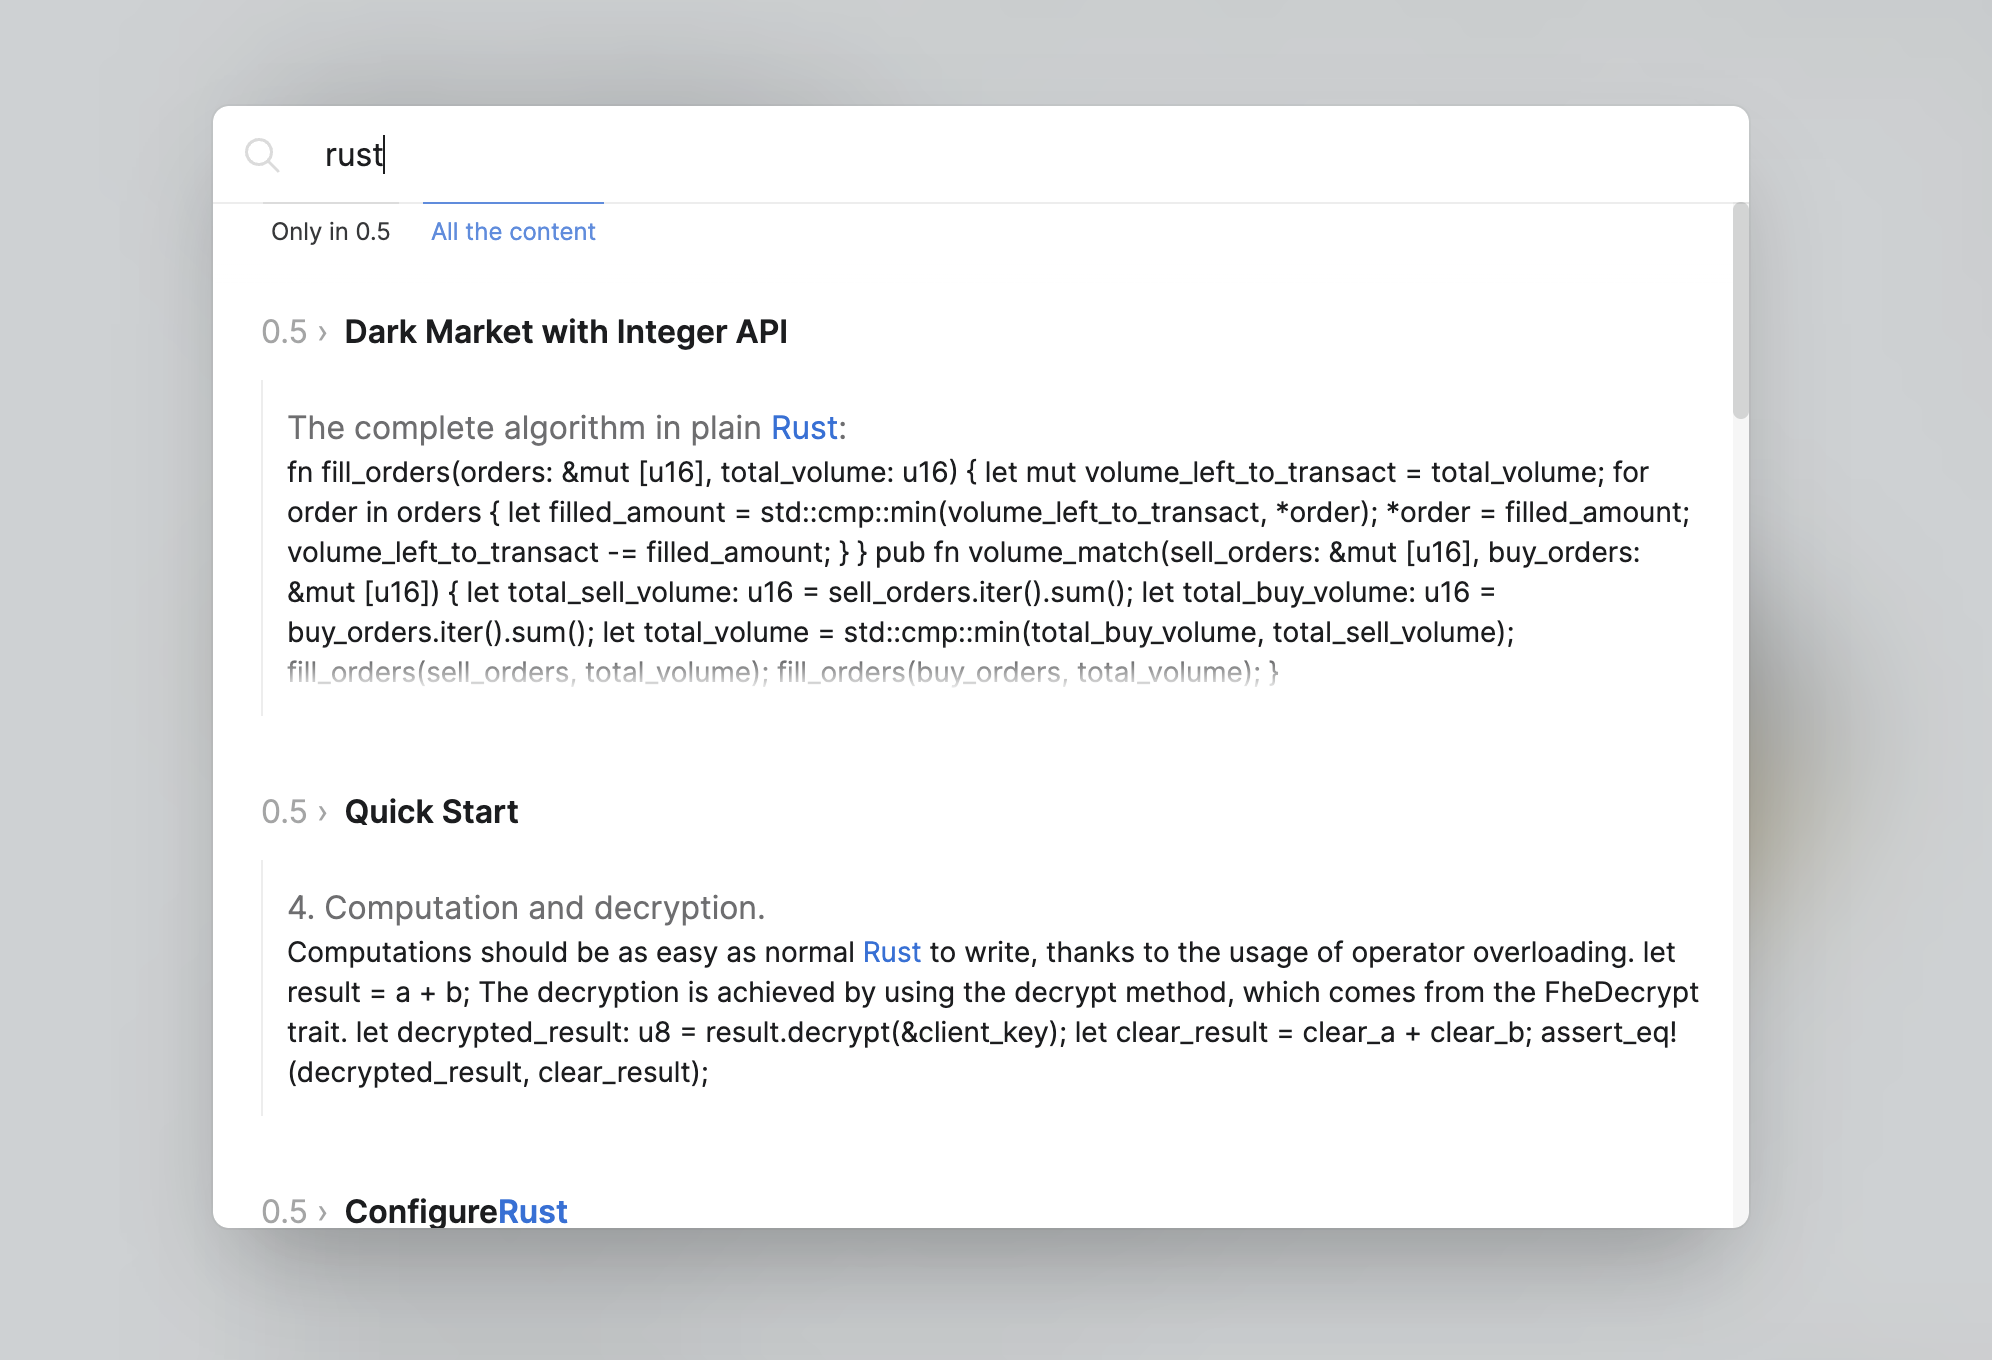 rust
Only in 0.5 All the content
0.5 › Dark Market with Integer API
The complete algorithm in plain Rust:
fn fill_orders(orders: &mut [u16], total_volume: u16) { let mut volume_left_to_transact = total_volume; for
order in orders { let filled_amount = std::cmp::min(volume_left_to_transact, *order); *order = filled_amount;
volume_left_to_transact -= filled_amount; } } pub fn volume_match(sell_orders: &mut [u16], buy_orders:
&mut [u16]) { let total_sell_volume: u16 = sell_orders.iter().sum(); let total_buy_volume: u16 =
buy_orders.iter().sum(); let total_volume = std::cmp::min(total_buy_volume, total_sell_volume);
fill_orders(sell_orders, total_volume); fill_orders(buy_orders, total_volume); }
0.5 › Quick Start
4. Computation and decryption.
Computations should be as easy as normal Rust to write, thanks to the usage of operator overloading. let
result = a + b; The decryption is achieved by using the decrypt method, which comes from the FheDecrypt
trait. let decrypted_result: u8 = result.decrypt(&client_key); let clear_result = clear_a + clear_b; assert_eq!
(decrypted_result, clear_result);
0.5 › ConfigureRust